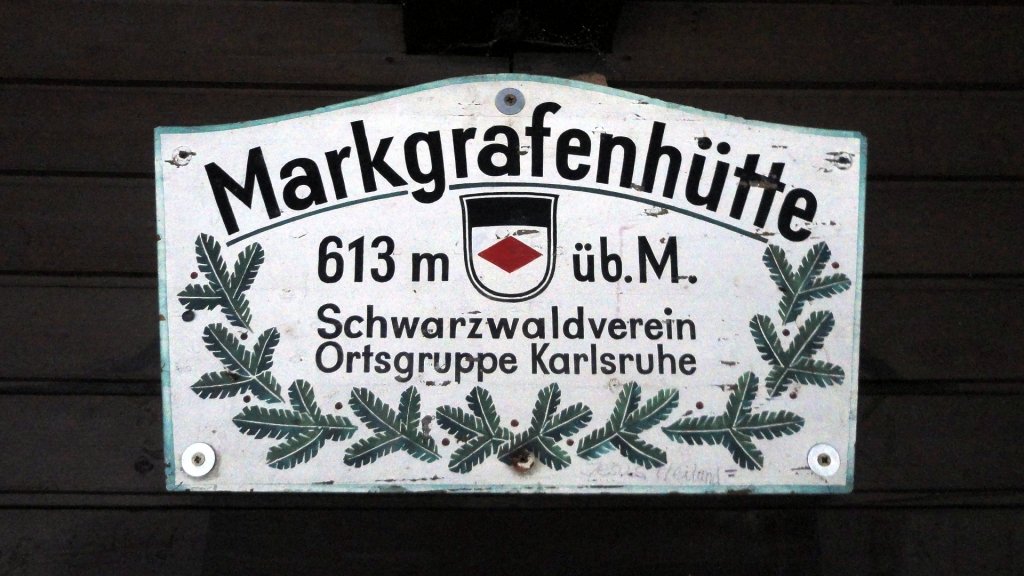 Markgrafenhütte
613 m üb.M.
Schwarzwaldverein
Ortsgruppe Karlsruhe